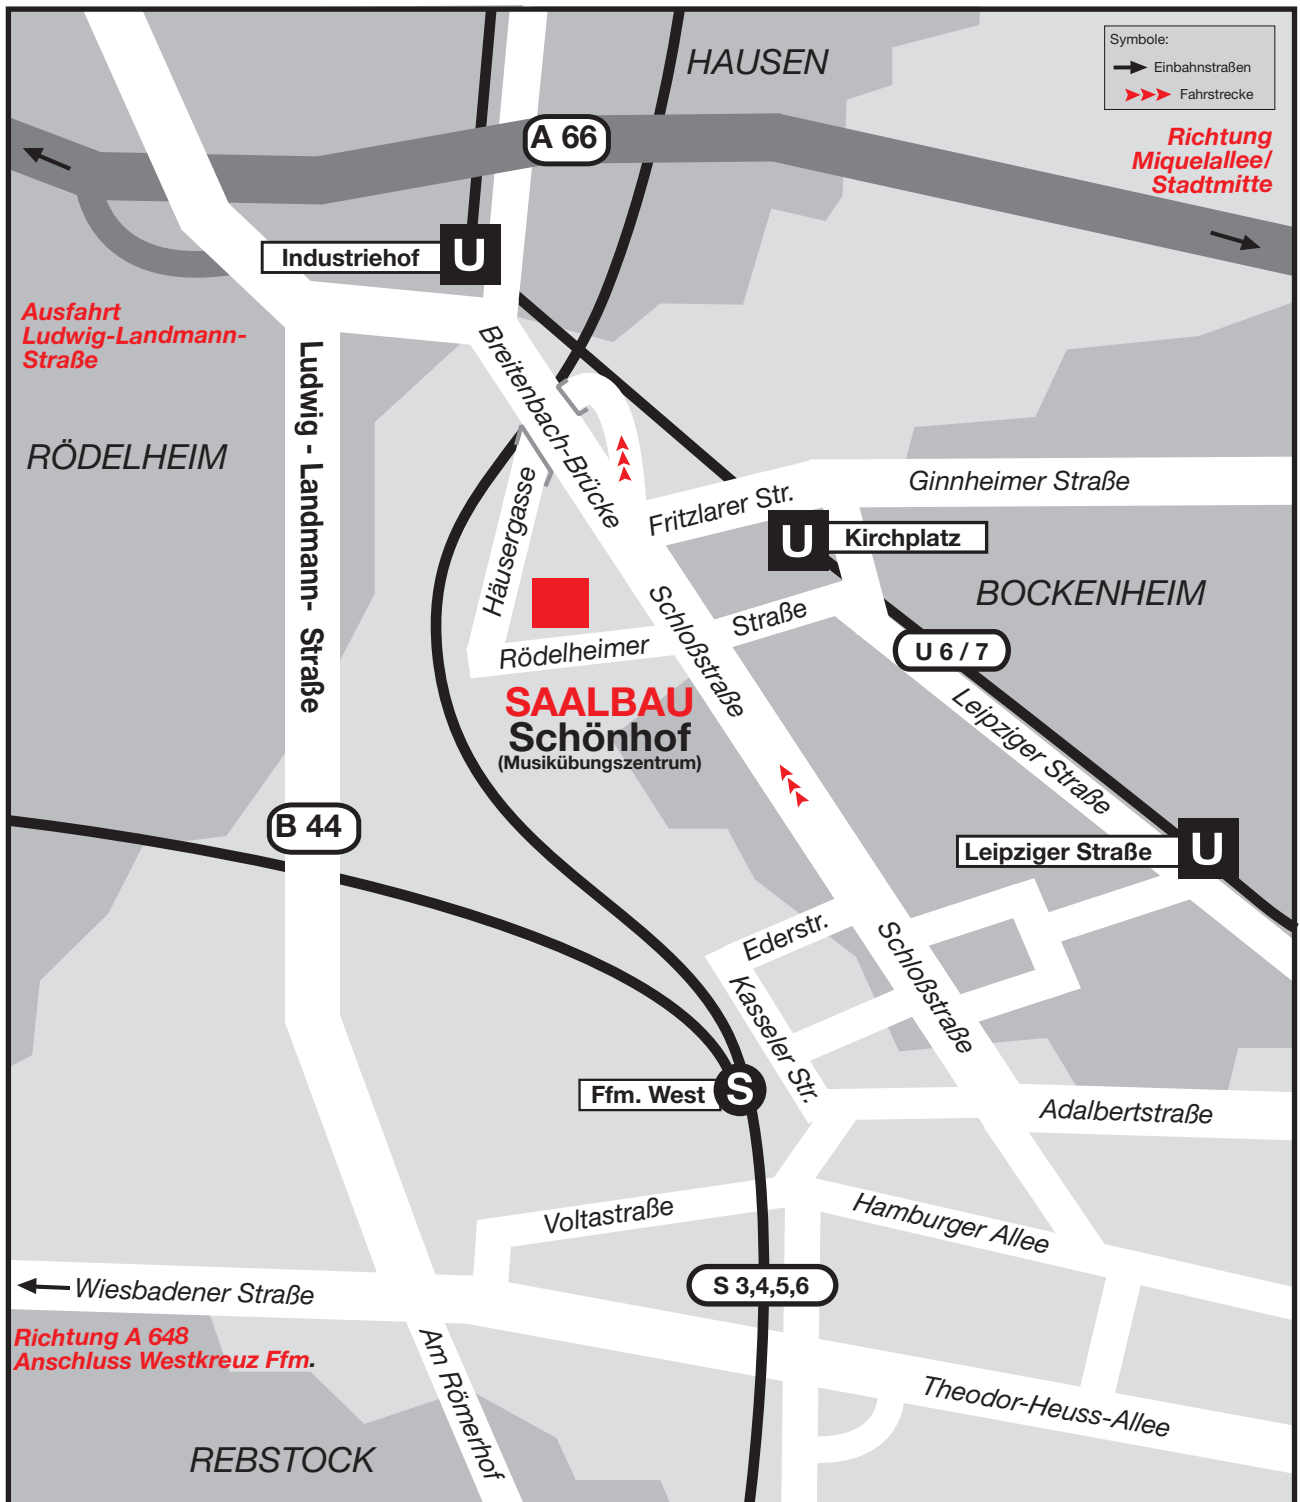 HAUSEN
Symbole:
Einbahnstraßen
Fahrstrecke
A 66
Richtung
Miquelallee/
Stadtmitte
Industriehof
U
Ausfahrt
Ludwig-Landmann-
Straße
Breitenbach-Brücke
Ludwig - Landmann- Straße
RÖDELHEIM
Häusergasse
Fritzlarer Str.
Ginnheimer Straße
U
Kirchplatz
BOCKENHEIM
Schloßstraße
Rödelheimer
Straße
U 6 / 7
SAALBAU
Schönhof
(Musikübungszentrum)
Leipziger Straße
B 44
Leipziger Straße
U
Ederstr.
Schloßstraße
Kasseler Str.
Ffm. West
S
Adalbertstraße
Voltastraße
Hamburger Allee
S 3,4,5,6
Wiesbadener Straße
Richtung A 648
Anschluss Westkreuz Ffm.
Am Römerhof
Theodor-Heuss-Allee
REBSTOCK